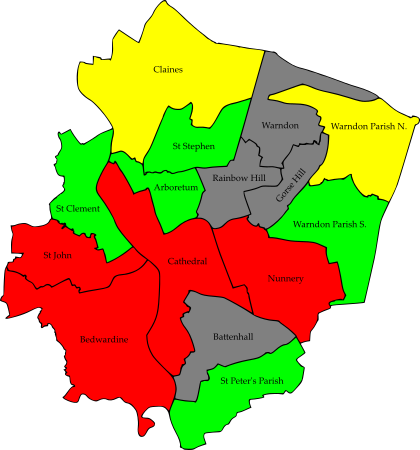 Claines
Warndon
Warndon Parish N.
St Stephen
Rainbow Hill
Gorse Hill
Arboretum
St Clement
Warndon Parish S.
St John
Cathedral
Nunnery
Bedwardine
Battenhall
St Peter's Parish